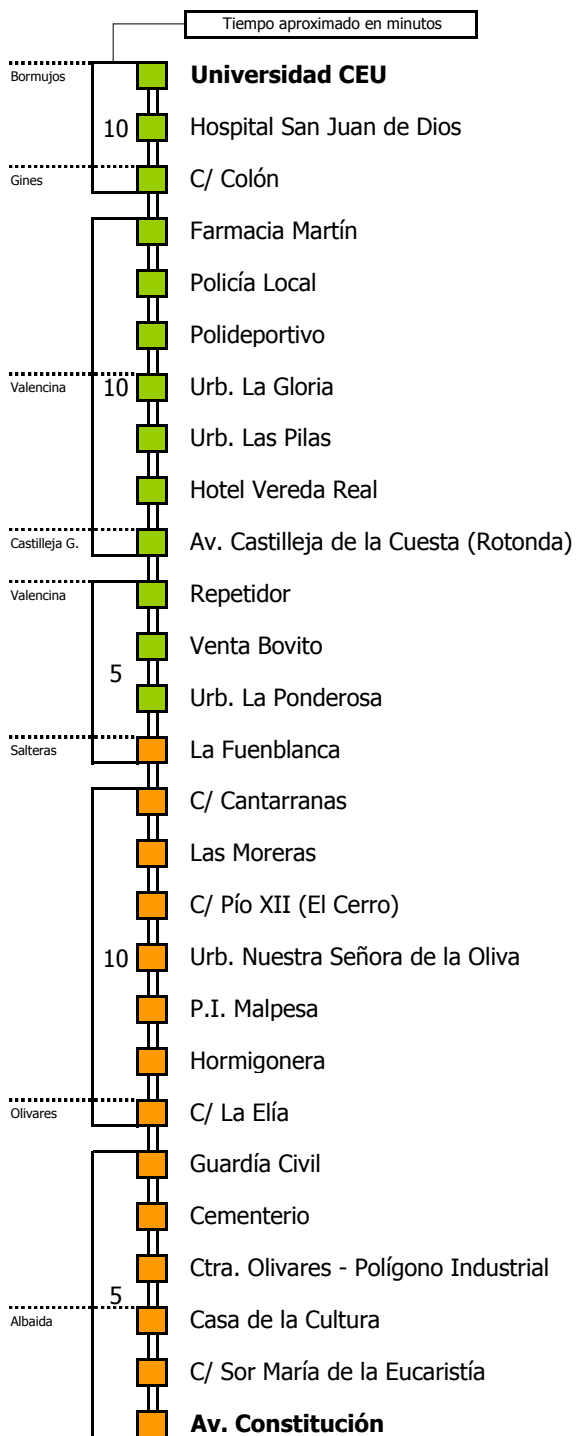 Tiempo aproximado en minutos
Bormujos
Universidad CEU
10
Hospital San Juan de Dios
Gines
C/ Colón
Farmacia Martín
Policía Local
Polideportivo
Valencina
10
Urb. La Gloria
Urb. Las Pilas
Hotel Vereda Real
Castilleja G.
Av. Castilleja de la Cuesta (Rotonda)
Valencina
Repetidor
Venta Bovito
5
Urb. La Ponderosa
Salteras
La Fuenblanca
C/ Cantarranas
Las Moreras
C/ Pío XII (El Cerro)
10
Urb. Nuestra Señora de la Oliva
P.I. Malpesa
Hormigonera
Olivares
C/ La Elía
Guardía Civil
Cementerio
Ctra. Olivares - Polígono Industrial
5
Albaida
Casa de la Cultura
C/ Sor María de la Eucaristía
Av. Constitución